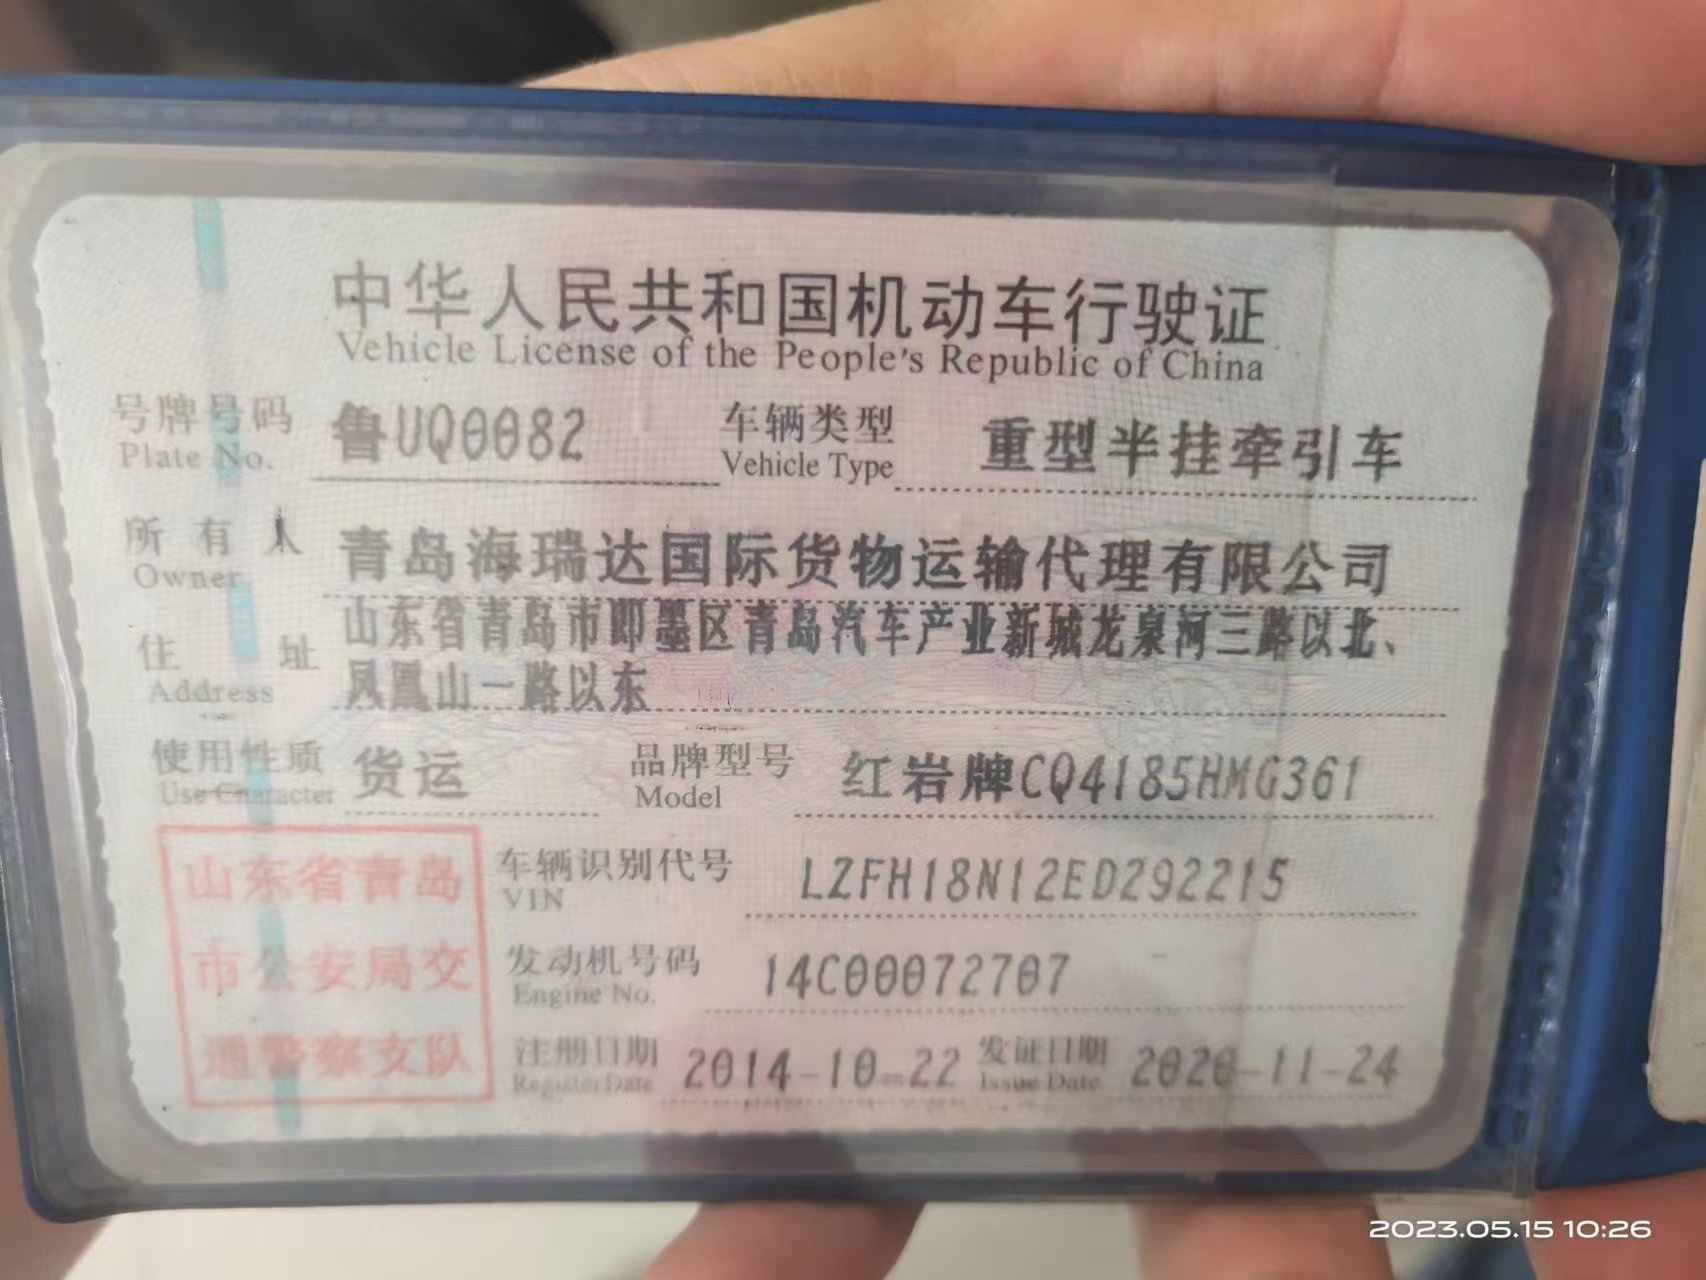 中华人民共和国机动车行驶证
Vehicle License of the People's Republic of China
号牌号码 鲁UQ0082 车辆类型 重型半挂牵引车
Plate No. Vehicle Type
所有人 青岛海瑞达国际货物运输代理有限公司
Owner
住址 山东省青岛市即墨区青岛汽车产业新城龙泉河三路以北、
Address 凤凰山一路以东
使用性质 货运 品牌型号 红岩牌CQ4185HMG361
Use Character Model
山东省青岛
市公安局交
通警察支队
车辆识别代号 LZFH18N12ED292215
VIN
发动机号码 14C00072707
Engine No.
注册日期 2014-10-22 发证日期 2020-11-24
Register Date Issue Date
2023.05.15 10:26